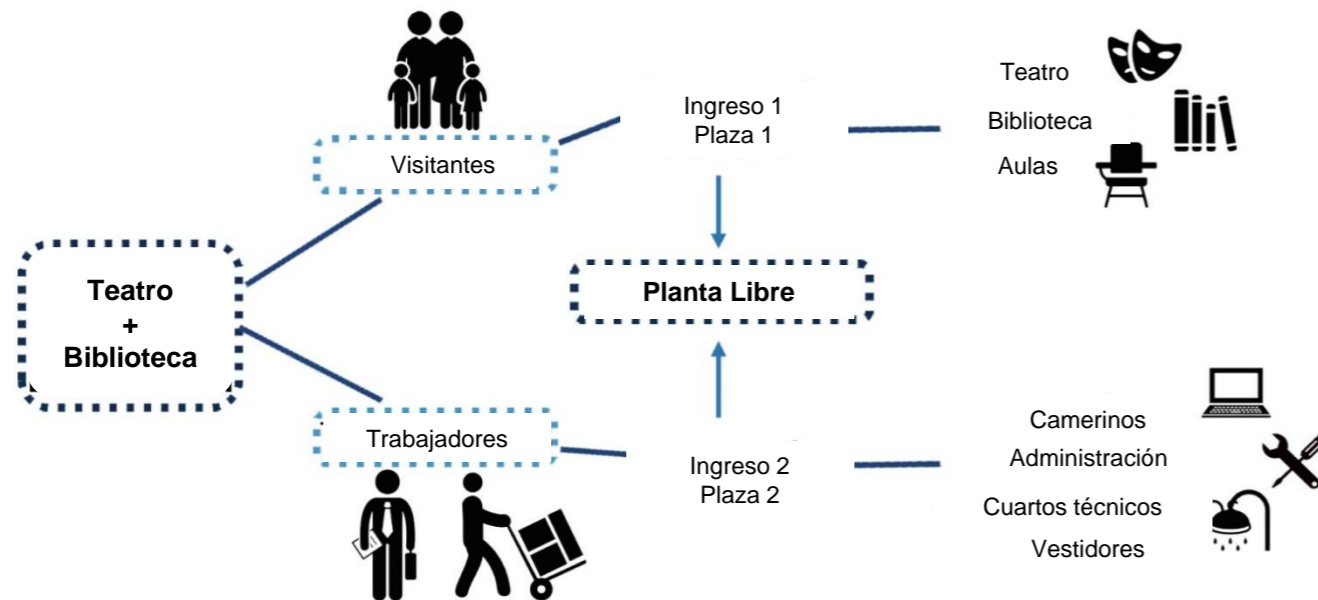 Teatro
+
Biblioteca
Visitantes
Ingreso 1
Plaza 1
Teatro
Biblioteca
Aulas
Planta Libre
Trabajadores
Ingreso 2
Plaza 2
Camerinos
Administración
Cuartos técnicos
Vestidores